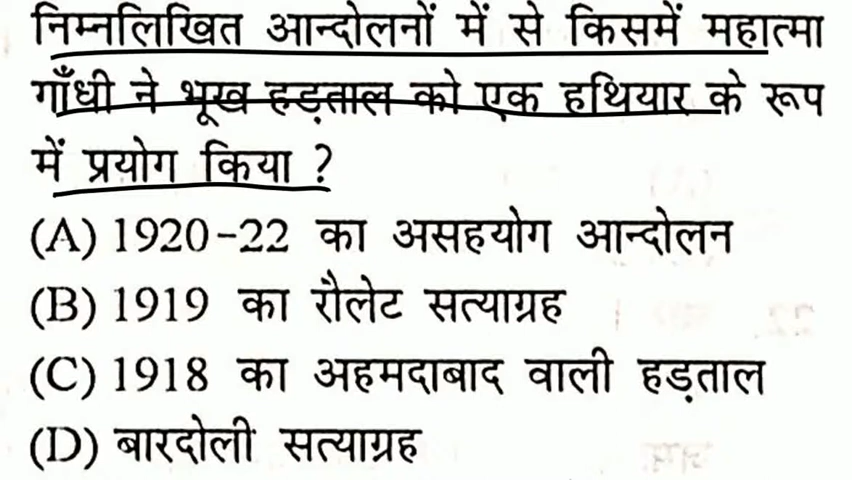 निम्नलिखित आन्दोलनों में से किसमें महात्मा
गाँधी ने भूख हड़ताल को एक हथियार के रूप
में प्रयोग किया ?
(A) 1920-22 का असहयोग आन्दोलन
(B) 1919 का रौलेट सत्याग्रह
(C) 1918 का अहमदाबाद वाली हड़ताल
(D) बारदोली सत्याग्रह